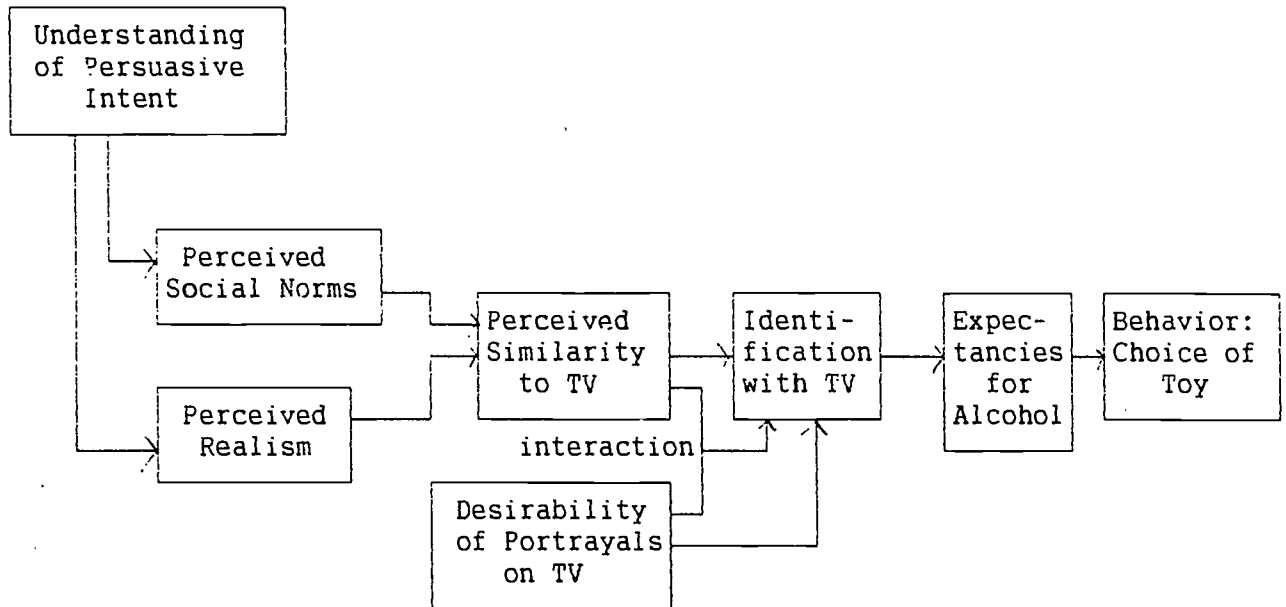 Understanding
of Persuasive
Intent
Perceived
Social Norms
Perceived
Realism
Perceived
Similarity
to TV
interaction
Desirability
of Portrayals
on TV
Identi-
fication
with TV
Expec-
tancies
for
Alcohol
Behavior:
Choice of
Toy